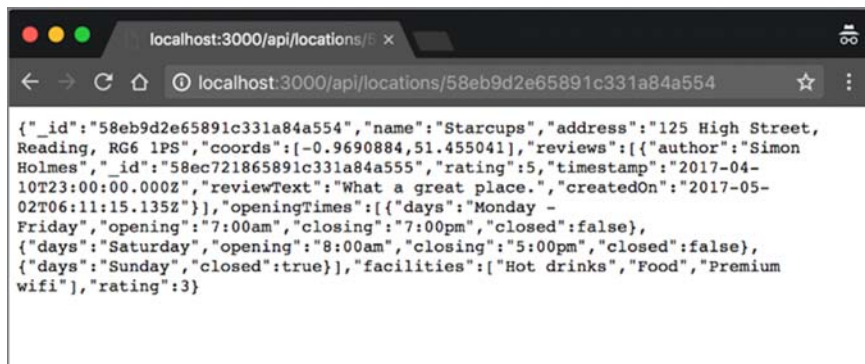 localhost:3000/api/locations/5
localhost:3000/api/locations/58eb9d2e65891c331a84a554
{"_id":"58eb9d2e65891c331a84a554","name":"Starcups","address":"125 High Street,
Reading, RG6 1PS","coords":[-0.9690884,51.455041],"reviews":[{"author":"Simon
Holmes","_id":"58ec721865891c331a84a555","rating":5,"timestamp":"2017-04-
10T23:00:00.000Z","reviewText":"What a great place.","createdOn":"2017-05-
02T06:11:15.135Z"}],"openingTimes":[{"days":"Monday -
Friday","opening":"7:00am","closing":"7:00pm","closed":false},
{"days":"Saturday","opening":"8:00am","closing":"5:00pm","closed":false},
{"days":"Sunday","closed":true}],"facilities":["Hot drinks","Food","Premium
wifi"],"rating":3}